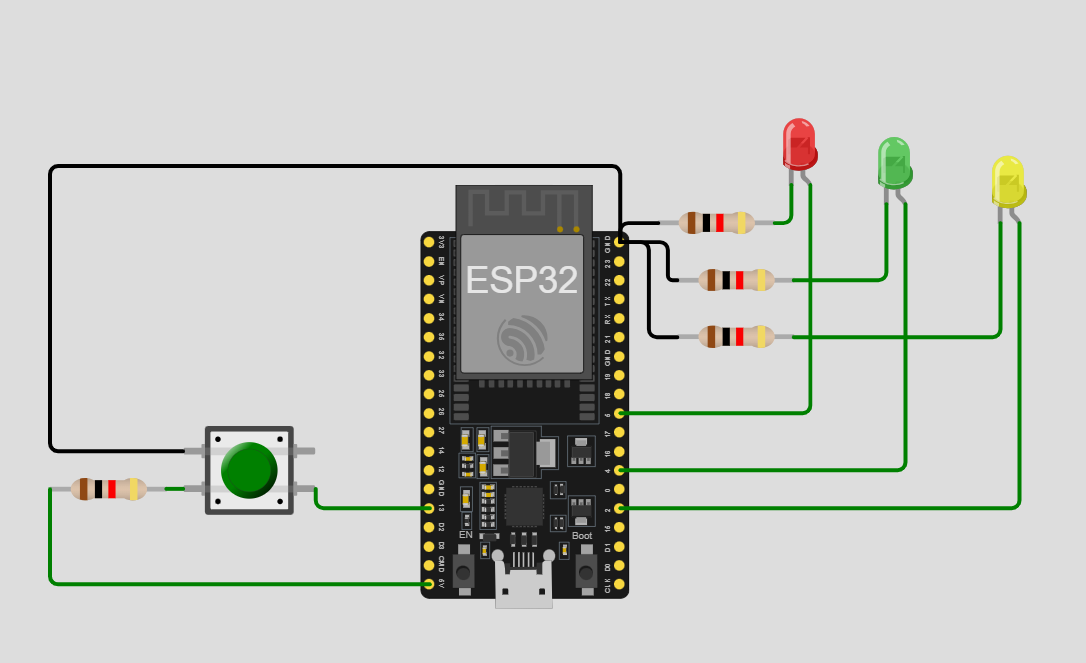 ESP32
3V3
EN
VP
VN
34
35
32
33
25
26
27
14
12
GND
13
D2
D3
CMD
5V
GND
23
22
TX
RX
21
GND
19
18
5
17
16
4
0
2
15
D1
D0
CLK
EN
Boot